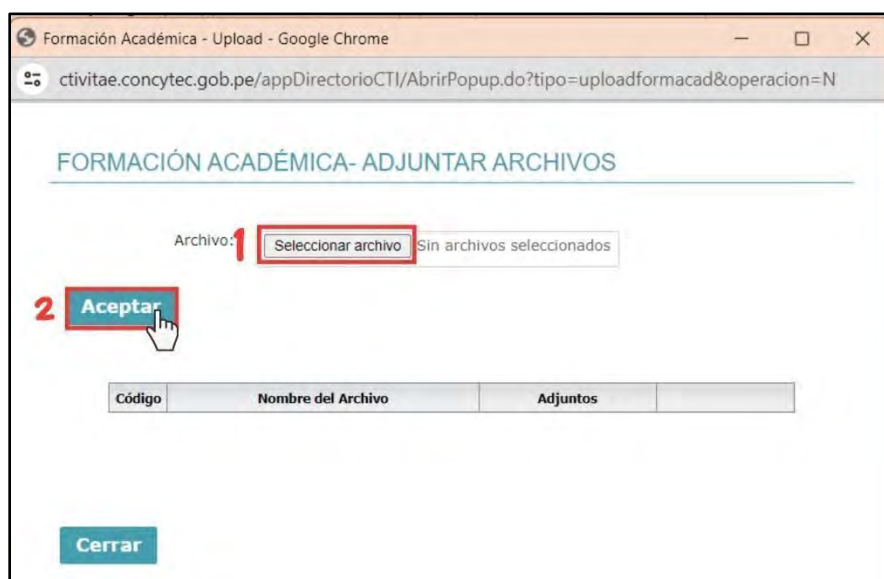 Formación Académica - Upload - Google Chrome
ctivitae.concytec.gob.pe/appDirectorioCTI/AbrirPopup.do?tipo=uploadformacad&operacion=N
FORMACIÓN ACADÉMICA- ADJUNTAR ARCHIVOS
Archivo: 1 Seleccionar archivo Sin archivos seleccionados
2 Aceptar
Código Nombre del Archivo Adjuntos
Cerrar